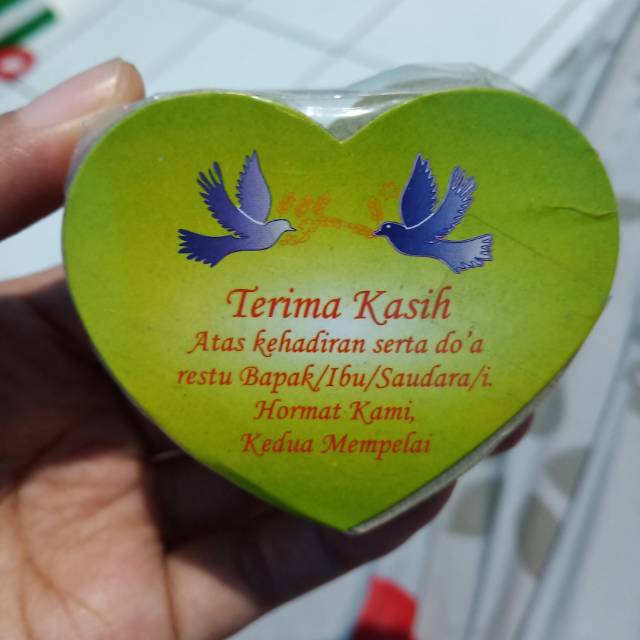 Terima Kasih
Atas kehadiran serta do'a
restu Bapak/Ibu/Saudara/i.
Hormat Kami,
Kedua Mempelai